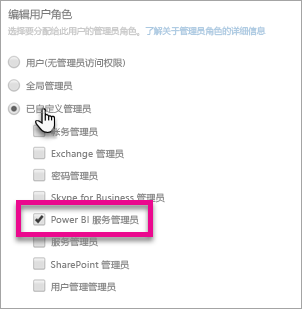 编辑用户角色
选择要分配给此用户的管理员角色。了解关于管理员角色的详细信息
用户(无管理员访问权限)
全局管理员
已自定义管理员
账务管理员
Exchange 管理员
密码管理员
Skype for Business 管理员
Power BI 服务管理员
服务管理员
SharePoint 管理员
用户管理管理员